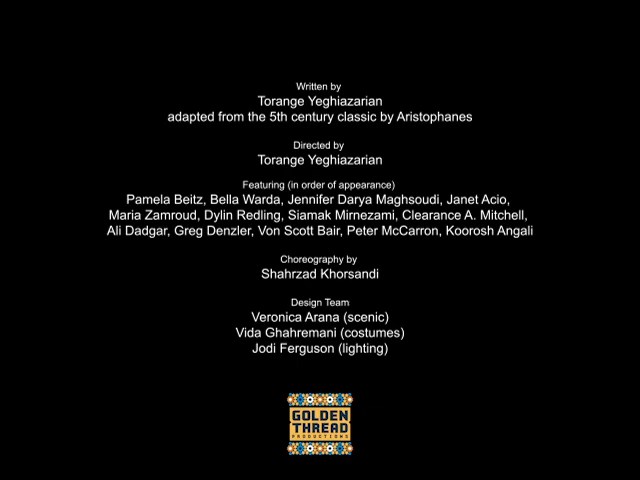 Written by
Torange Yeghiazarian
adapted from the 5th century classic by Aristophanes
Directed by
Torange Yeghiazarian
Featuring (in order of appearance)
Pamela Beitz, Bella Warda, Jennifer Darya Maghsoudi, Janet Acio,
Maria Zamroud, Dylin Redling, Siamak Mirnezami, Clearance A. Mitchell,
Ali Dadgar, Greg Denzler, Von Scott Bair, Peter McCarron, Koorosh Angali
Choreography by
Shahrzad Khorsandi
Design Team
Veronica Arana (scenic)
Vida Ghahremani (costumes)
Jodi Ferguson (lighting)
GOLDEN
THREAD
PRODUCTIONS